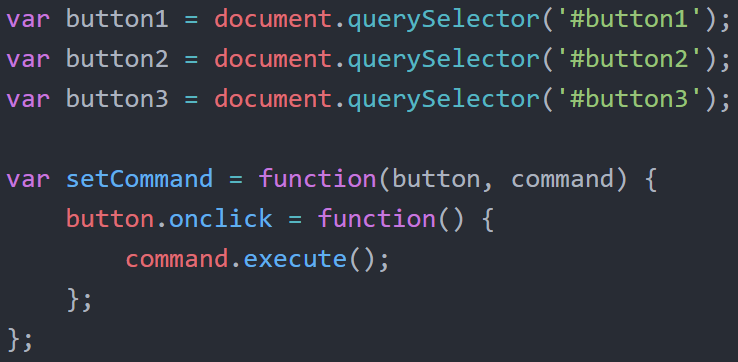 var button1 = document.querySelector('#button1');
var button2 = document.querySelector('#button2');
var button3 = document.querySelector('#button3');

var setCommand = function(button, command) {
    button.onclick = function() {
        command.execute();
    };
};